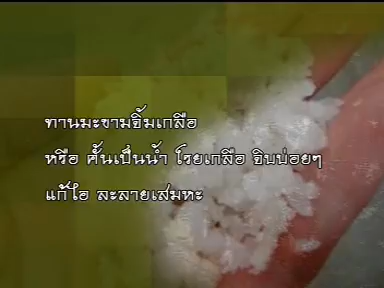 ทานมะขามจิ้มเกลือ
หรือ คั้นเป็นน้ำ โรยเกลือ จิบบ่อยๆ
แก้ไอ ละลายเสมหะ